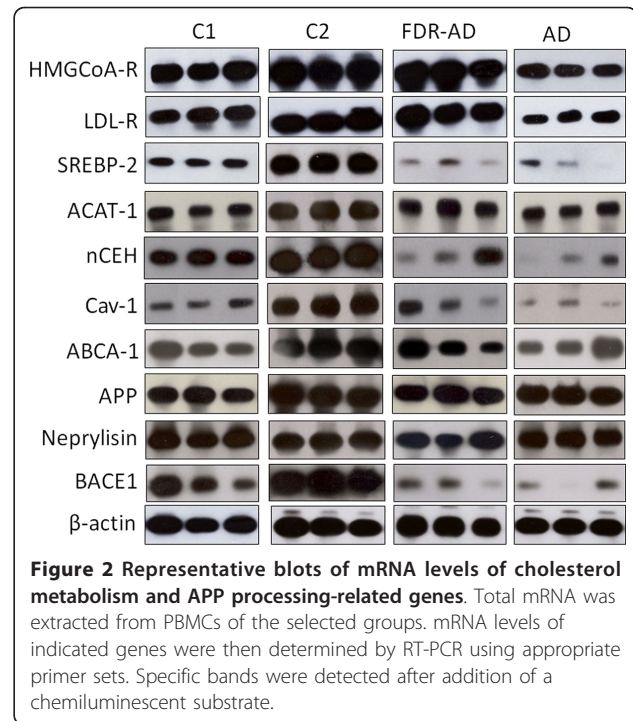 C1 C2 FDR-AD AD
HMGCoA-R
LDL-R
SREBP-2
ACAT-1
nCEH
Cav-1
ABCA-1
APP
Neprylisin
BACE1
β-actin
Figure 2 Representative blots of mRNA levels of cholesterol
metabolism and APP processing-related genes. Total mRNA was
extracted from PBMCs of the selected groups. mRNA levels of
indicated genes were then determined by RT-PCR using appropriate
primer sets. Specific bands were detected after addition of a
chemiluminescent substrate.